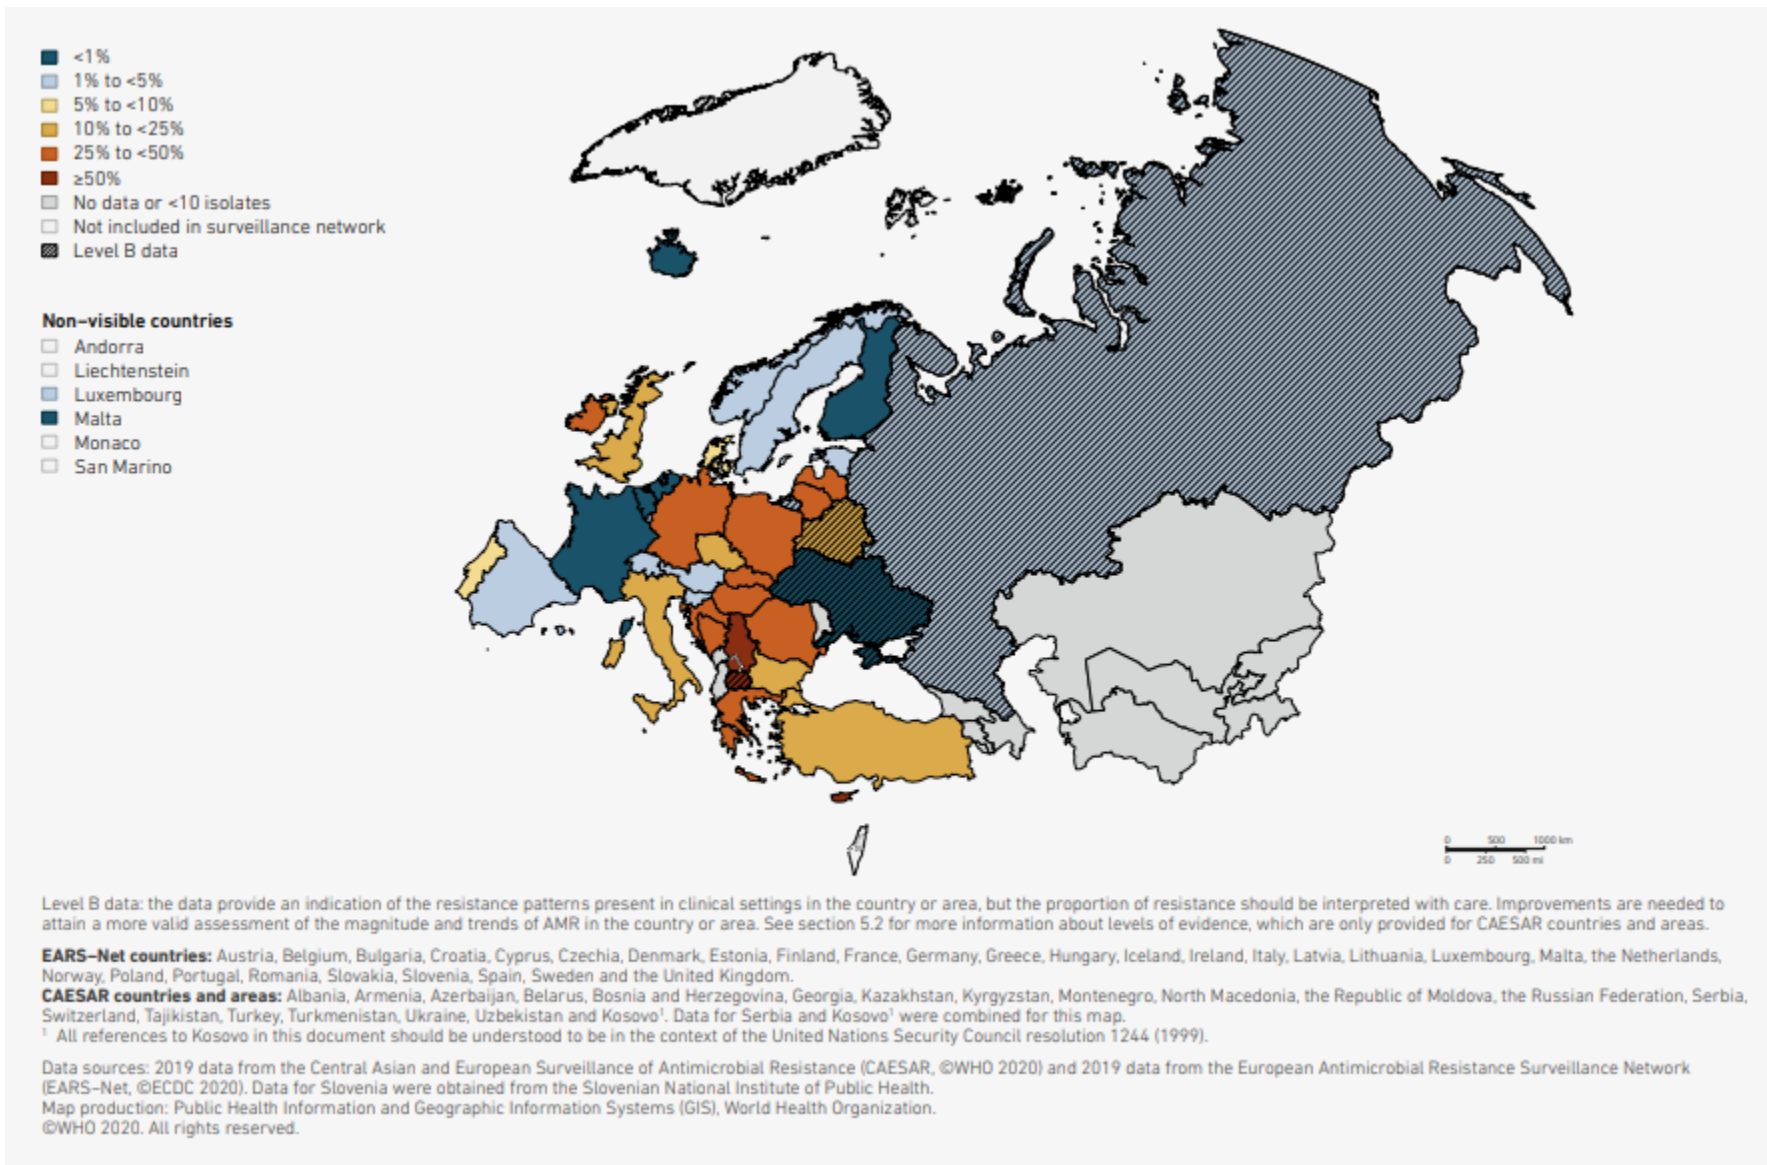 <1%
1% to <5%
5% to <10%
10% to <25%
25% to <50%
≥50%
No data or <10 isolates
Not included in surveillance network
Level B data
Non–visible countries
Andorra
Liechtenstein
Luxembourg
Malta
Monaco
San Marino
0 500 1000 km
0 250 500 mi
Level B data: the data provide an indication of the resistance patterns present in clinical settings in the country or area, but the proportion of resistance should be interpreted with care. Improvements are needed to
attain a more valid assessment of the magnitude and trends of AMR in the country or area. See section 5.2 for more information about levels of evidence, which are only provided for CAESAR countries and areas.
EARS–Net countries: Austria, Belgium, Bulgaria, Croatia, Cyprus, Czechia, Denmark, Estonia, Finland, France, Germany, Greece, Hungary, Iceland, Ireland, Italy, Latvia, Lithuania, Luxembourg, Malta, the Netherlands,
Norway, Poland, Portugal, Romania, Slovakia, Slovenia, Spain, Sweden and the United Kingdom.
CAESAR countries and areas: Albania, Armenia, Azerbaijan, Belarus, Bosnia and Herzegovina, Georgia, Kazakhstan, Kyrgyzstan, Montenegro, North Macedonia, the Republic of Moldova, the Russian Federation, Serbia,
Switzerland, Tajikistan, Turkey, Turkmenistan, Ukraine, Uzbekistan and Kosovo¹. Data for Serbia and Kosovo¹ were combined for this map.
¹ All references to Kosovo in this document should be understood to be in the context of the United Nations Security Council resolution 1244 (1999).
Data sources: 2019 data from the Central Asian and European Surveillance of Antimicrobial Resistance (CAESAR, ©WHO 2020) and 2019 data from the European Antimicrobial Resistance Surveillance Network
(EARS–Net, ©ECDC 2020). Data for Slovenia were obtained from the Slovenian National Institute of Public Health.
Map production: Public Health Information and Geographic Information Systems (GIS), World Health Organization.
©WHO 2020. All rights reserved.